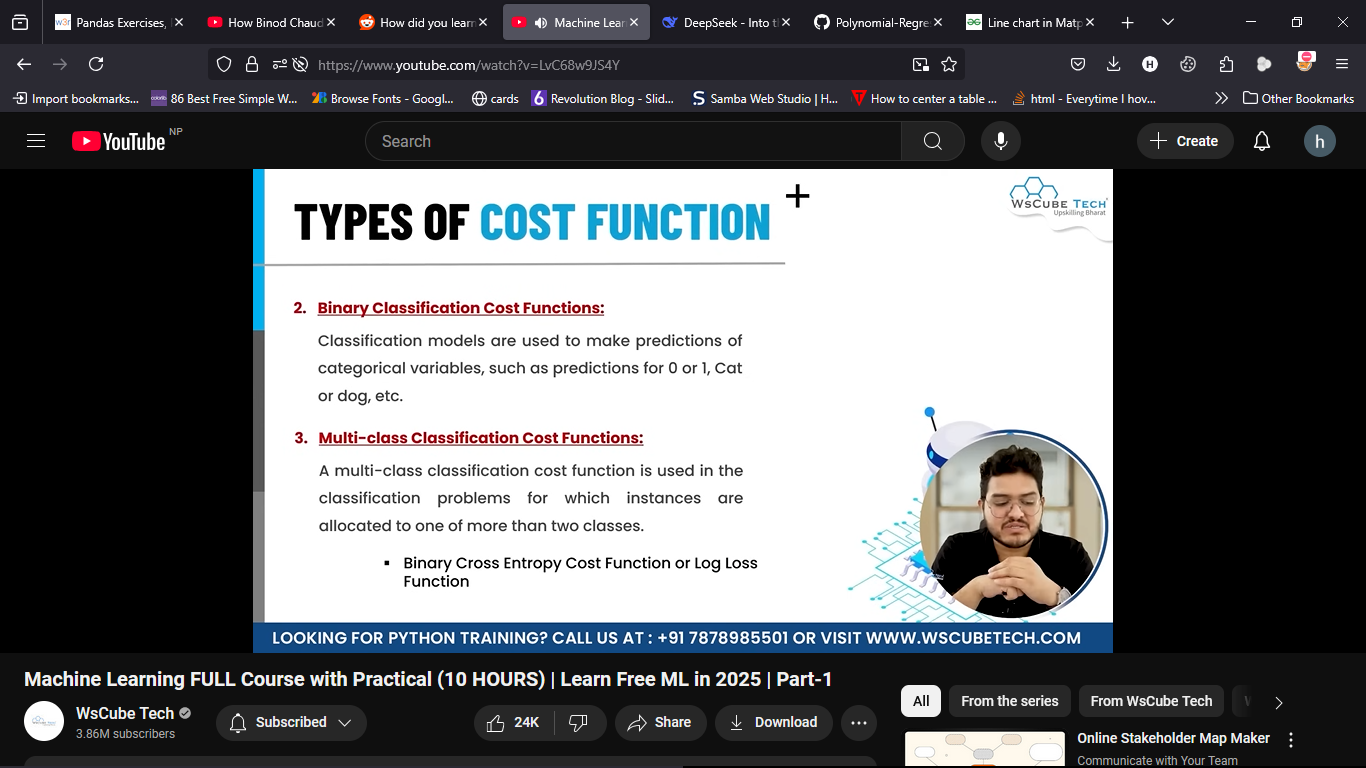 w3r
Pandas Exercises,
How Binod Chaud
How did you learn
Machine Lear
DeepSeek - Into t
Polynomial-Regre
Line chart in Matp
https://www.youtube.com/watch?v=LvC68w9JS4Y
H
Import bookmarks...
86 Best Free Simple W...
Browse Fonts - Googl...
cards
6
Revolution Blog - Slid...
Samba Web Studio | H...
How to center a table ...
html - Everytime I hov...
Other Bookmarks
YouTube NP
Search
Create
h
TYPES OF COST FUNCTION
WsCube Tech
Upskilling Bharat
2. Binary Classification Cost Functions:
Classification models are used to make predictions of
categorical variables, such as predictions for 0 or 1, Cat
or dog, etc.
3. Multi-class Classification Cost Functions:
A multi-class classification cost function is used in the
classification problems for which instances are
allocated to one of more than two classes.
▪ Binary Cross Entropy Cost Function or Log Loss
Function
LOOKING FOR PYTHON TRAINING? CALL US AT : +91 7878985501 OR VISIT WWW.WSCUBETECH.COM
Machine Learning FULL Course with Practical (10 HOURS) | Learn Free ML in 2025 | Part-1
WsCube Tech
3.86M subscribers
Subscribed
24K
Share
Download
All
From the series
From WsCube Tech
Online Stakeholder Map Maker
Communicate with Your Team